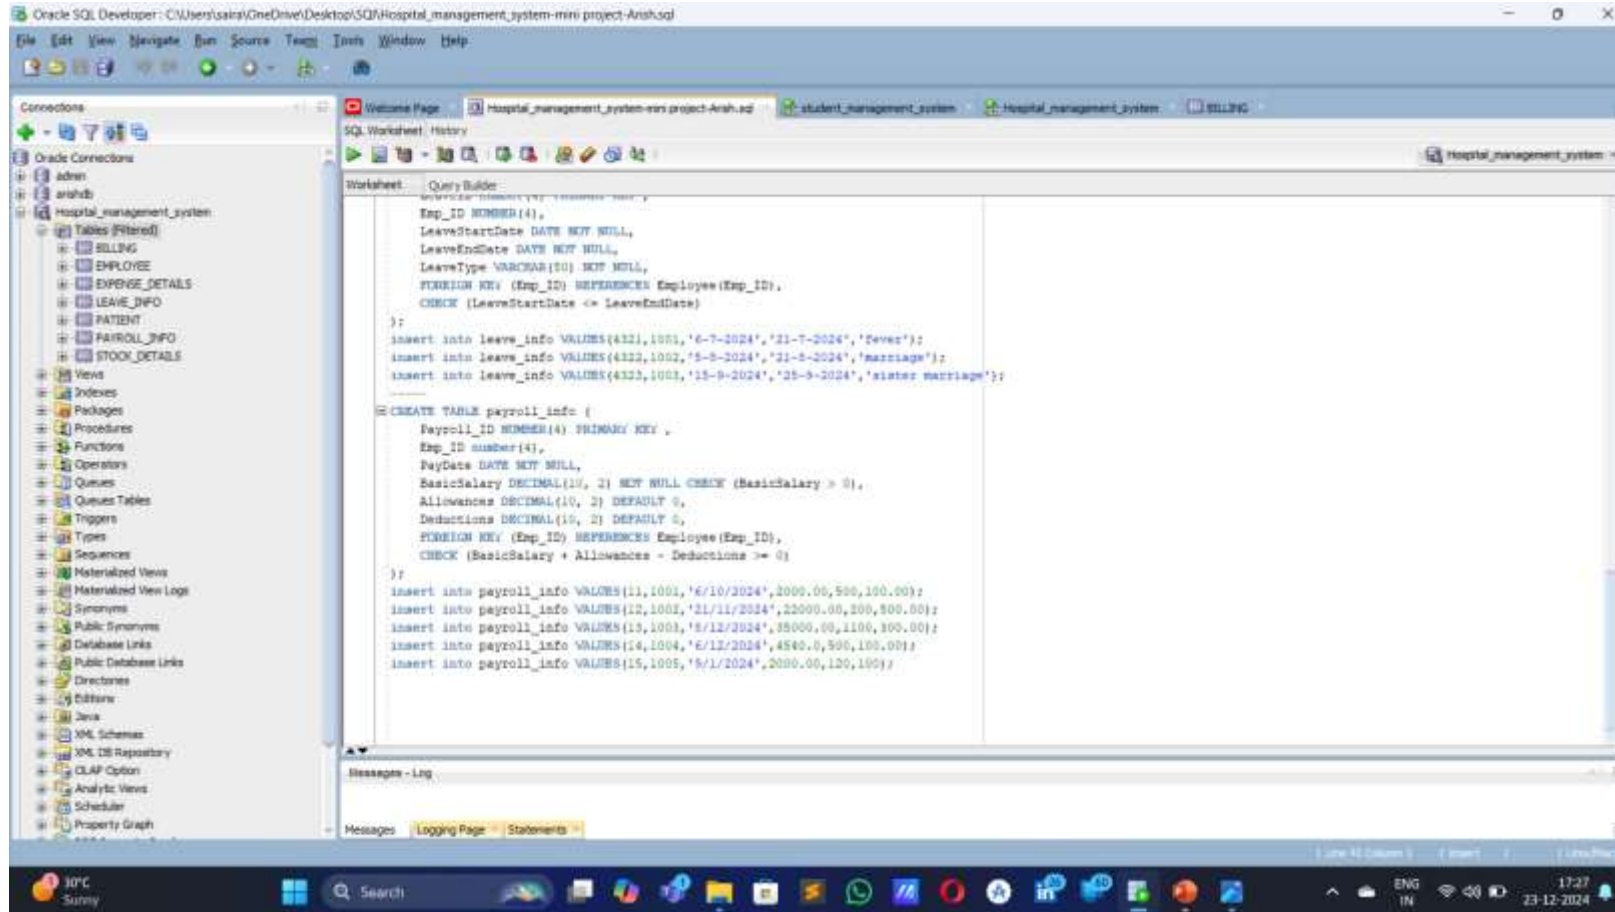 Oracle SQL Developer : C:\Users\saira\OneDrive\Desktop\SQl\Hospital_management_system-mini project-Arish.sql
File Edit View Navigate Run Source Team Tools Window Help
Connections
Oracle Connections
admin
arishdb
Hospital_management_system
Tables (Filtered)
BILLING
EMPLOYEE
EXPENSE_DETAILS
LEAVE_INFO
PATIENT
PAYROLL_INFO
STOCK_DETAILS
Views
Indexes
Packages
Procedures
Functions
Operators
Queues
Queues Tables
Triggers
Types
Sequences
Materialized Views
Materialized View Logs
Synonyms
Public Synonyms
Database Links
Public Database Links
Directories
Editions
Java
XML Schemas
XML DB Repository
OLAP Option
Analytic Views
Scheduler
Property Graph
Welcome Page Hospital_management_system-mini project-Arish.sql student_management_system Hospital_management_system BILLING
SQL Worksheet History
Hospital_management_system
Worksheet Query Builder
Emp_ID NUMBER(4),
LeaveStartDate DATE NOT NULL,
LeaveEndDate DATE NOT NULL,
LeaveType VARCHAR(50) NOT NULL,
FOREIGN KEY (Emp_ID) REFERENCES Employee(Emp_ID),
CHECK (LeaveStartDate <= LeaveEndDate)
);
insert into leave_info VALUES(4321,1001,'6-7-2024','21-7-2024','fever');
insert into leave_info VALUES(4322,1002,'5-8-2024','21-8-2024','marriage');
insert into leave_info VALUES(4323,1003,'15-9-2024','25-9-2024','sister marriage');
-----
CREATE TABLE payroll_info (
Payroll_ID NUMBER(4) PRIMARY KEY ,
Emp_ID number(4),
PayDate DATE NOT NULL,
BasicSalary DECIMAL(10, 2) NOT NULL CHECK (BasicSalary > 0),
Allowances DECIMAL(10, 2) DEFAULT 0,
Deductions DECIMAL(10, 2) DEFAULT 0,
FOREIGN KEY (Emp_ID) REFERENCES Employee(Emp_ID),
CHECK (BasicSalary + Allowances - Deductions >= 0)
);
insert into payroll_info VALUES(11,1001,'6/10/2024',2000.00,500,100.00);
insert into payroll_info VALUES(12,1002,'21/11/2024',22000.00,200,500.00);
insert into payroll_info VALUES(13,1003,'5/12/2024',35000.00,1100,300.00);
insert into payroll_info VALUES(14,1004,'6/12/2024',4540.0,500,100.00);
insert into payroll_info VALUES(15,1005,'5/1/2024',2000.00,120,100);
Messages - Log
Messages Logging Page Statements
30°C
Sunny
Search
ENG
IN
17:27
23-12-2024